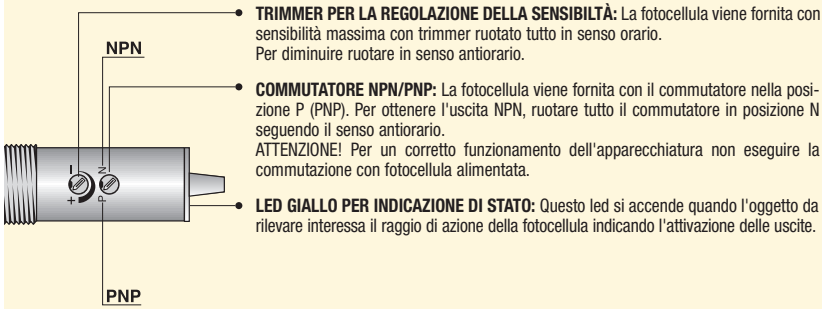 TRIMMER PER LA REGOLAZIONE DELLA SENSIBILTÀ: La fotocellula viene fornita con
sensibilità massima con trimmer ruotato tutto in senso orario.
Per diminuire ruotare in senso antiorario.
NPN
COMMUTATORE NPN/PNP: La fotocellula viene fornita con il commutatore nella posi-
zione P (PNP). Per ottenere l'uscita NPN, ruotare tutto il commutatore in posizione N
seguendo il senso antiorario.
ATTENZIONE! Per un corretto funzionamento dell'apparecchiatura non eseguire la
commutazione con fotocellula alimentata.
- N
+ P
LED GIALLO PER INDICAZIONE DI STATO: Questo led si accende quando l'oggetto da
rilevare interessa il raggio di azione della fotocellula indicando l'attivazione delle uscite.
PNP